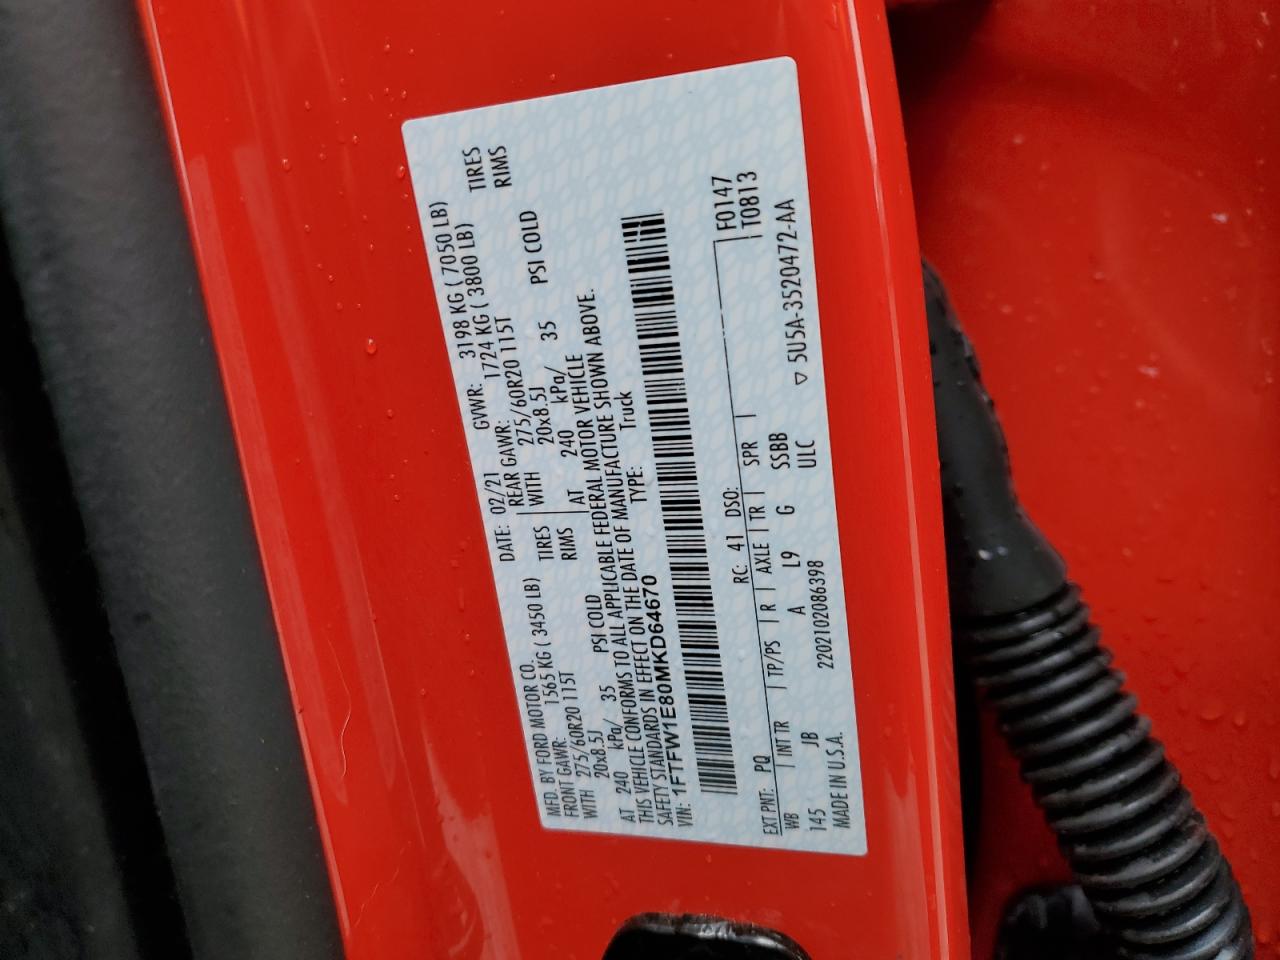 MFD. BY FORD MOTOR CO. DATE: 02/21 GVWR: 3198 KG ( 7050 LB)
FRONT GAWR: 1565 KG ( 3450 LB) REAR GAWR: 1724 KG ( 3800 LB)
WITH 275/60R20 115T TIRES WITH 275/60R20 115T TIRES
20x8.5J RIMS 20x8.5J RIMS
AT 240 kPa/ 35 PSI COLD AT 240 kPa/ 35 PSI COLD
THIS VEHICLE CONFORMS TO ALL APPLICABLE FEDERAL MOTOR VEHICLE
SAFETY STANDARDS IN EFFECT ON THE DATE OF MANUFACTURE SHOWN ABOVE.
VIN: 1FTFW1E80MKD64670 TYPE: Truck
EXT PNT: PQ RC: 41 DSO: F0147
WB INT TR TP/PS R AXLE TR SPR T0813
145 JB A L9 G SSBB
ULC
MADE IN U.S.A. 220210208​6398 ▽ 5U5A-3520472-AA